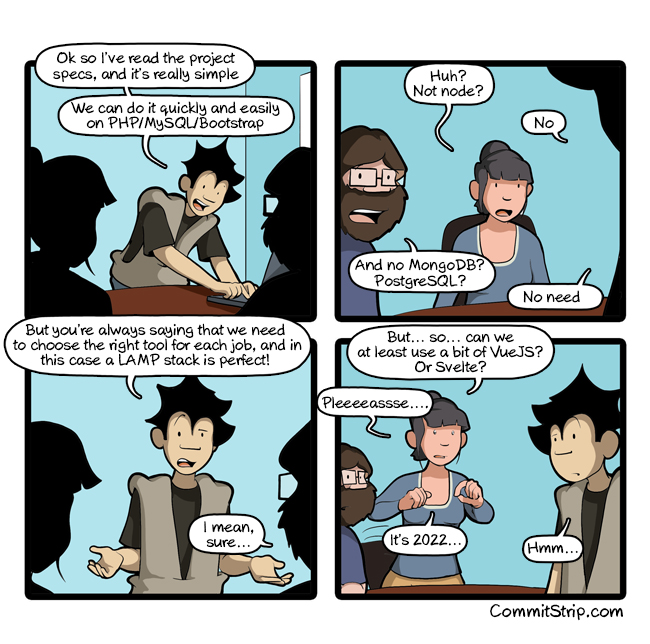 Ok so I've read the project
specs, and it's really simple
We can do it quickly and easily
on PHP/MySQL/Bootstrap
Huh?
Not node?
No
And no MongoDB?
PostgreSQL?
No need
But you're always saying that we need
to choose the right tool for each job, and in
this case a LAMP stack is perfect!
I mean,
sure...
But... so... can we
at least use a bit of VueJS?
Or Svelte?
Pleeeeassse....
It's 2022...
Hmm...
CommitStrip.com